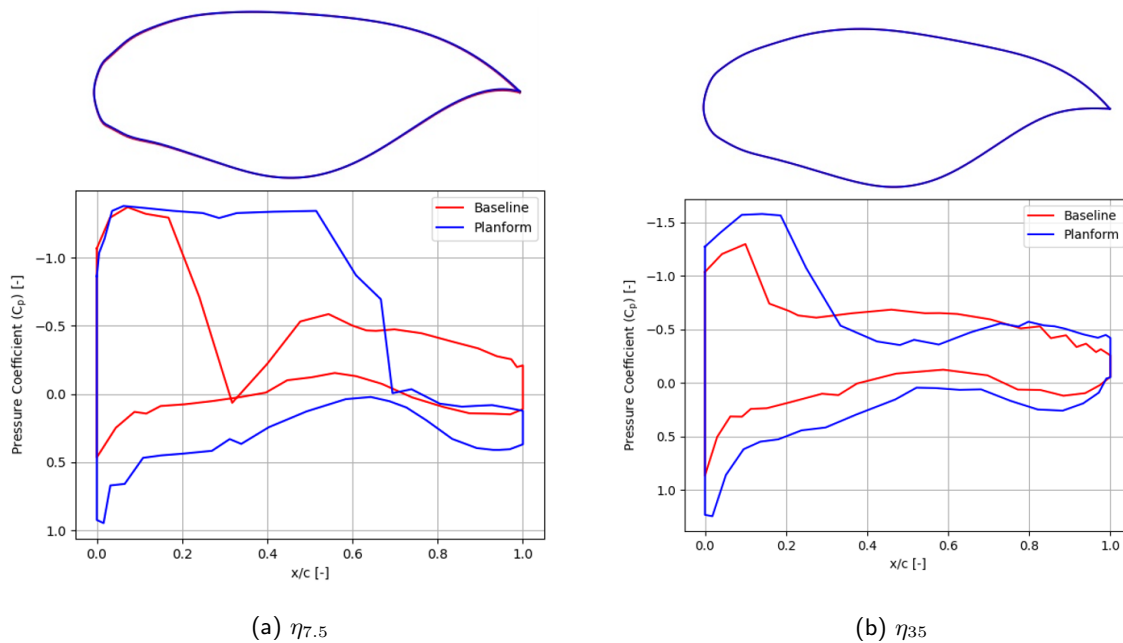 Baseline
Planform
−1.0
−0.5
0.0
0.5
1.0
Pressure Coefficient (Cₚ) [-]
0.0 0.2 0.4 0.6 0.8 1.0
x/c [-]
(a) η₇.₅
Baseline
Planform
−1.5
−1.0
−0.5
0.0
0.5
1.0
Pressure Coefficient (Cₚ) [-]
0.0 0.2 0.4 0.6 0.8 1.0
x/c [-]
(b) η₃₅